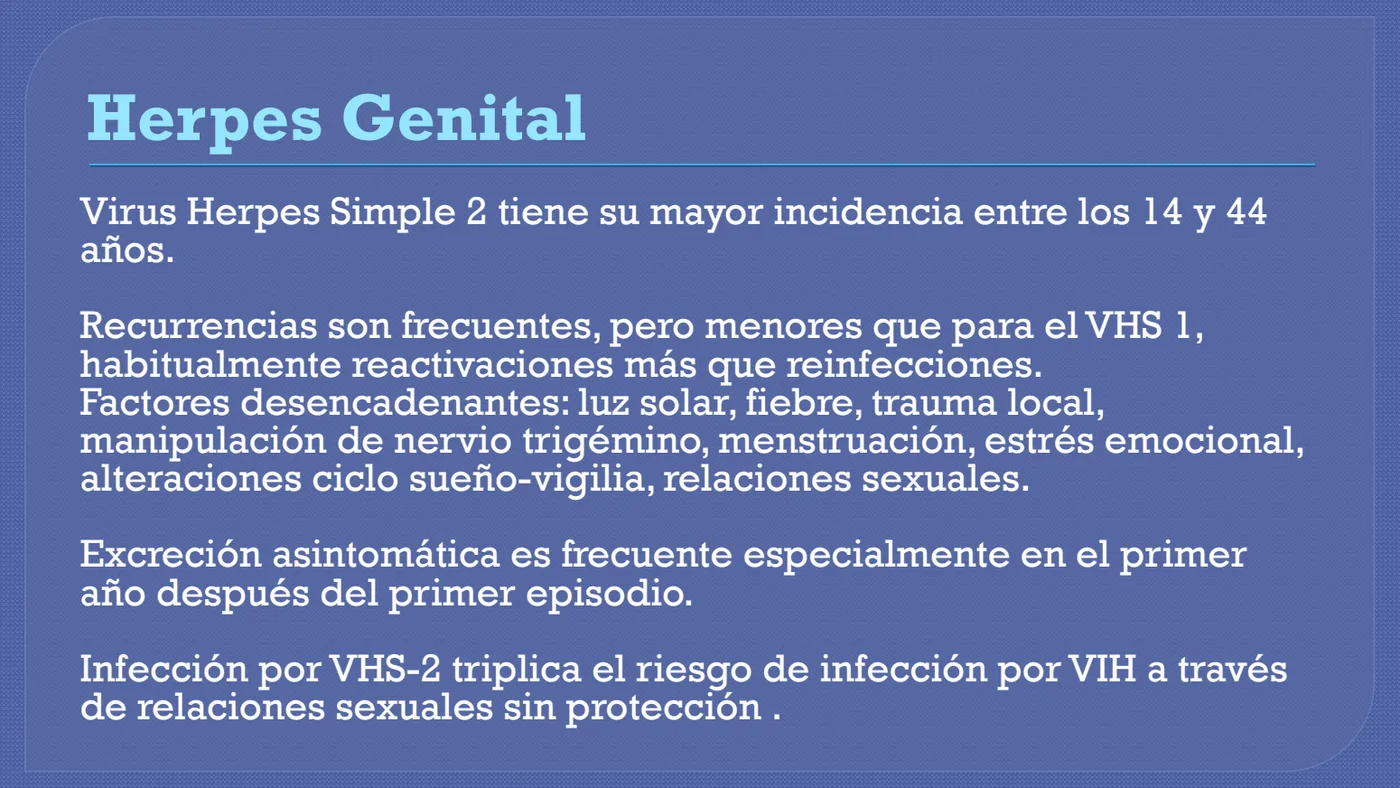 Herpes Genital
Virus Herpes Simple 2 tiene su mayor incidencia entre los 14 y 44
años.
Recurrencias son frecuentes, pero menores que para el VHS 1,
habitualmente reactivaciones más que reinfecciones.
Factores desencadenantes: luz solar, fiebre, trauma local,
manipulación de nervio trigémino, menstruación, estrés emocional,
alteraciones ciclo sueño-vigilia, relaciones sexuales.
Excreción asintomática es frecuente especialmente en el primer
año después del primer episodio.
Infección por VHS-2 triplica el riesgo de infección por VIH a través
de relaciones sexuales sin protección .